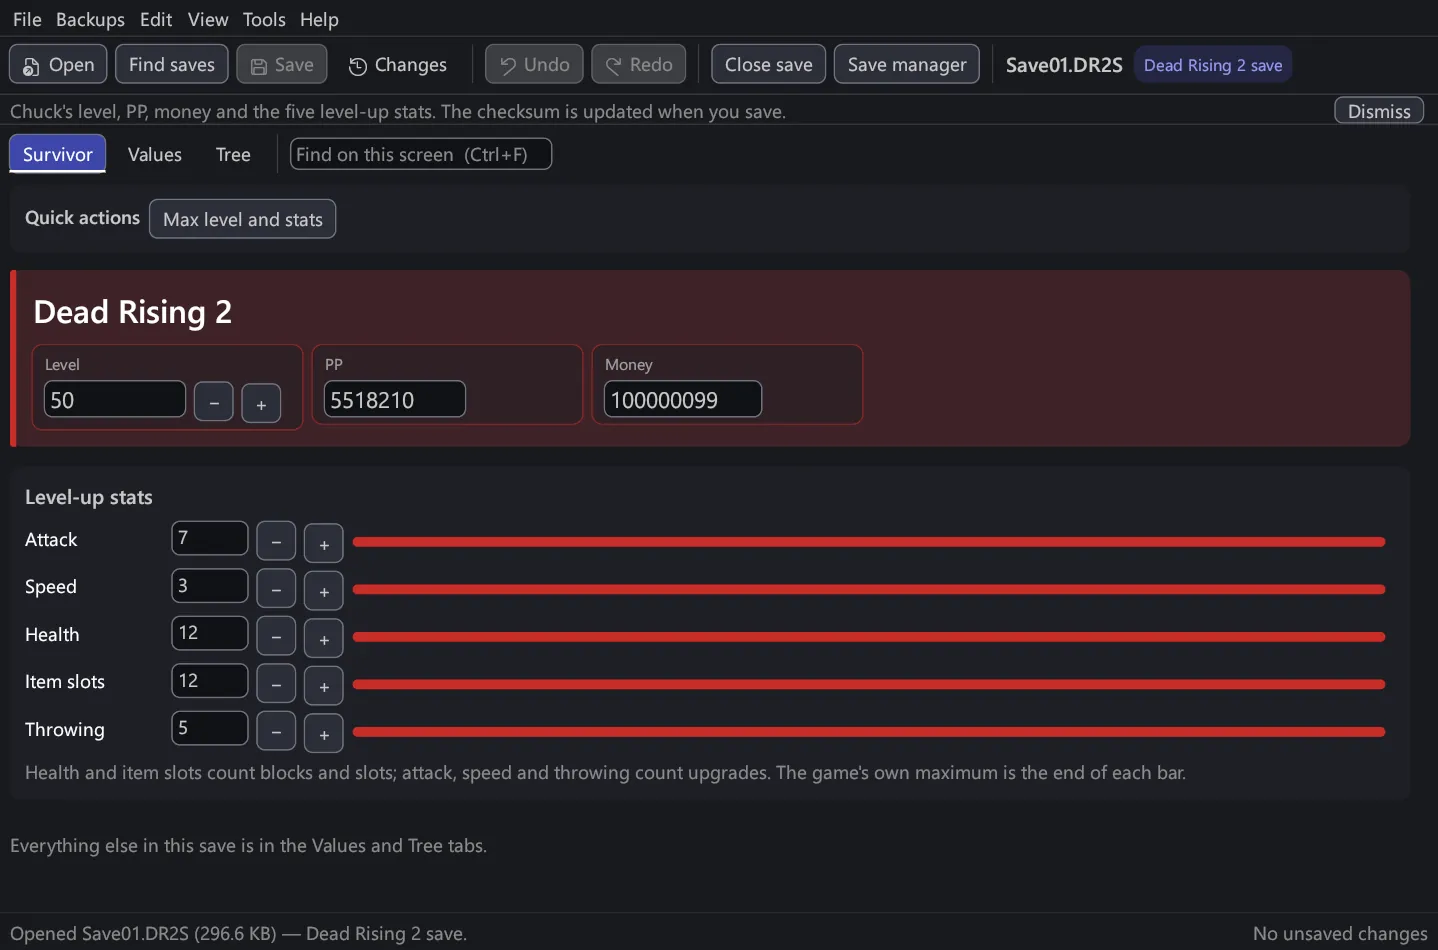 File Backups Edit View Tools Help
Open Find saves Save Changes Undo Redo Close save Save manager Save01.DR2S Dead Rising 2 save
Chuck's level, PP, money and the five level-up stats. The checksum is updated when you save. Dismiss
Survivor Values Tree Find on this screen (Ctrl+F)
Quick actions Max level and stats
Dead Rising 2
Level PP Money
50 − + 5518210 100000099
Level-up stats
Attack 7 − +
Speed 3 − +
Health 12 − +
Item slots 12 − +
Throwing 5 − +
Health and item slots count blocks and slots; attack, speed and throwing count upgrades. The game's own maximum is the end of each bar.
Everything else in this save is in the Values and Tree tabs.
Opened Save01.DR2S (296.6 KB) — Dead Rising 2 save. No unsaved changes